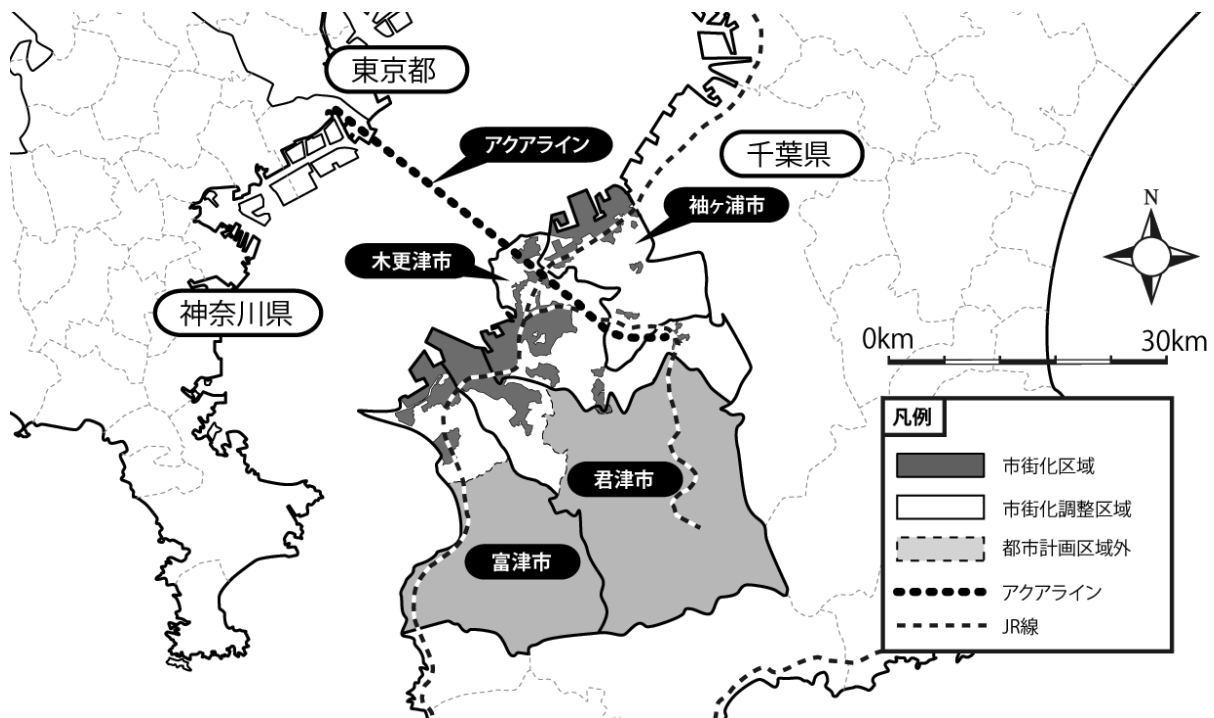 東京都
アクアライン
千葉県
袖ヶ浦市
木更津市
神奈川県
N
0km
30km
凡例
市街化区域
市街化調整区域
都市計画区域外
アクアライン
JR線
君津市
富津市